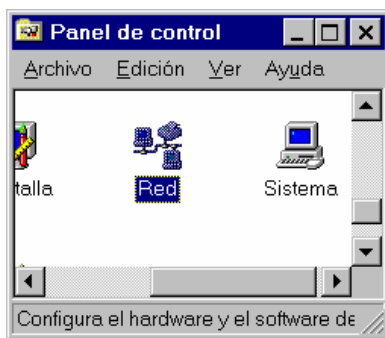 Panel de control
Archivo Edición Ver Ayuda
talla Red Sistema
Configura el hardware y el software de